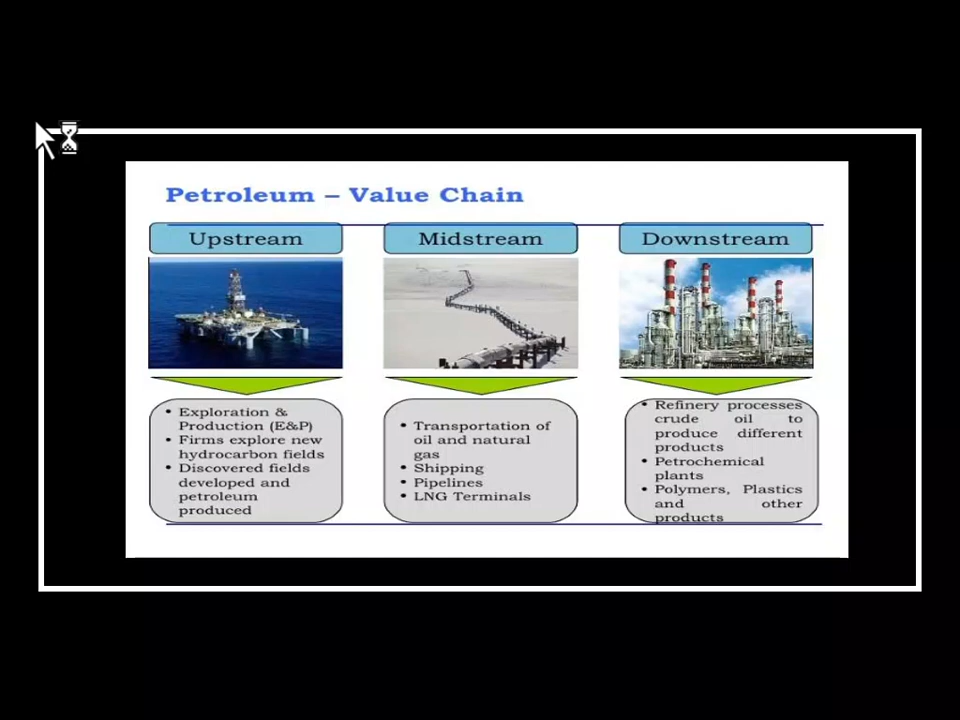 Petroleum – Value Chain
Upstream
Midstream
Downstream
• Exploration &
Production (E&P)
• Firms explore new
hydrocarbon fields
• Discovered fields
developed and
petroleum
produced
• Transportation of
oil and natural
gas
• Shipping
• Pipelines
• LNG Terminals
• Refinery processes
crude oil to
produce different
products
• Petrochemical
plants
• Polymers, Plastics
and other
products